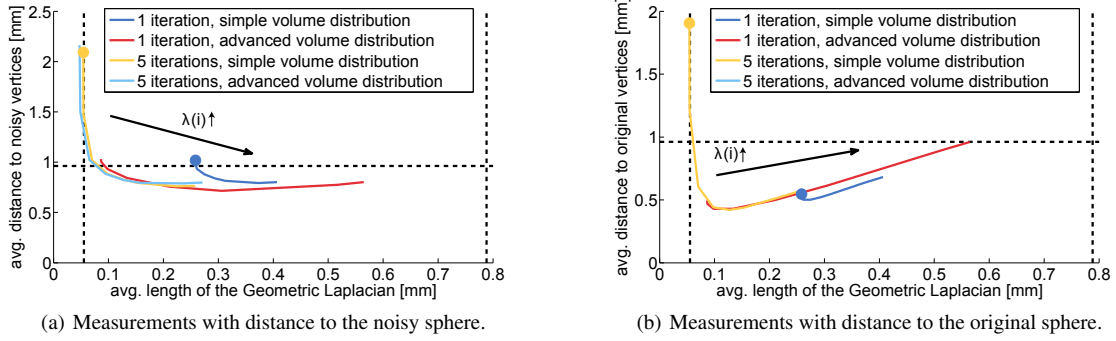 avg. distance to noisy vertices [mm]
2.5
2
1.5
1
0.5
0
1 iteration, simple volume distribution
1 iteration, advanced volume distribution
5 iterations, simple volume distribution
5 iterations, advanced volume distribution
λ(i)↑
0 0.1 0.2 0.3 0.4 0.5 0.6 0.7 0.8
avg. length of the Geometric Laplacian [mm]
(a) Measurements with distance to the noisy sphere.
avg. distance to original vertices [mm]
2
1.5
1
0.5
0
1 iteration, simple volume distribution
1 iteration, advanced volume distribution
5 iterations, simple volume distribution
5 iterations, advanced volume distribution
λ(i)↑
0 0.1 0.2 0.3 0.4 0.5 0.6 0.7 0.8
avg. length of the Geometric Laplacian [mm]
(b) Measurements with distance to the original sphere.